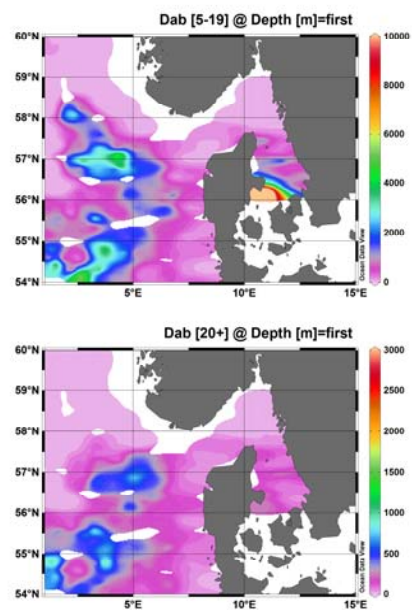 Dab [5-19] @ Depth [m]=first
60°N
59°N
58°N
57°N
56°N
55°N
54°N
5°E
10°E
15°E
10000
8000
6000
4000
2000
0
Ocean Data View
Dab [20+] @ Depth [m]=first
60°N
59°N
58°N
57°N
56°N
55°N
54°N
5°E
10°E
15°E
3000
2500
2000
1500
1000
500
0
Ocean Data View